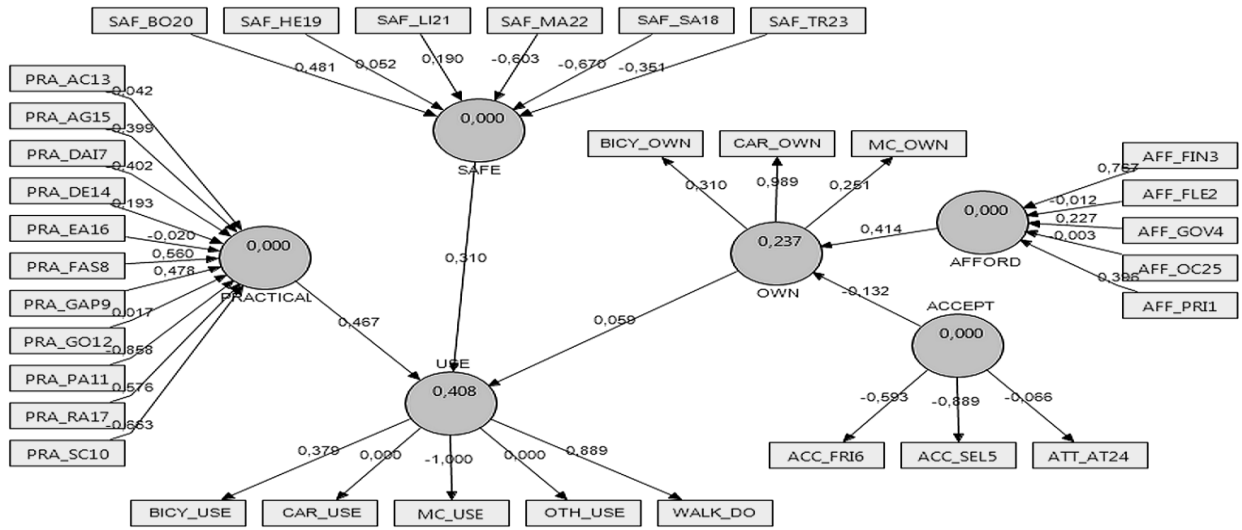 SAF_BO20 SAF_HE19 SAF_LI21 SAF_MA22 SAF_SA18 SAF_TR23
0,481 0,052 0,190 -0,603 -0,670 -0,351
0,000
SAFE
PRA_AC13
-0,042
PRA_AG15
-0,399
PRA_DAI7
-0,402
PRA_DE14
0,193
PRA_EA16
-0,020
PRA_FAS8
0,560
PRA_GAP9
0,478
PRA_GO12
0,017
PRA_PA11
-0,858
PRA_RA17
0,576
PRA_SC10
-0,663
0,000
PRACTICAL
0,467
0,310
BICY_OWN CAR_OWN MC_OWN
0,310 0,989 0,251
0,237
OWN
0,414
0,059
-0,132
0,000
AFFORD
AFF_FIN3
0,767
AFF_FLE2
-0,012
AFF_GOV4
0,227
AFF_OC25
-0,003
AFF_PRI1
ACCEPT
0,000
-0,593 -0,889 -0,066
ACC_FRI6 ACC_SEL5 ATT_AT24
USE
0,408
0,379 0,000 -1,000 0,000 0,889
BICY_USE CAR_USE MC_USE OTH_USE WALK_DO